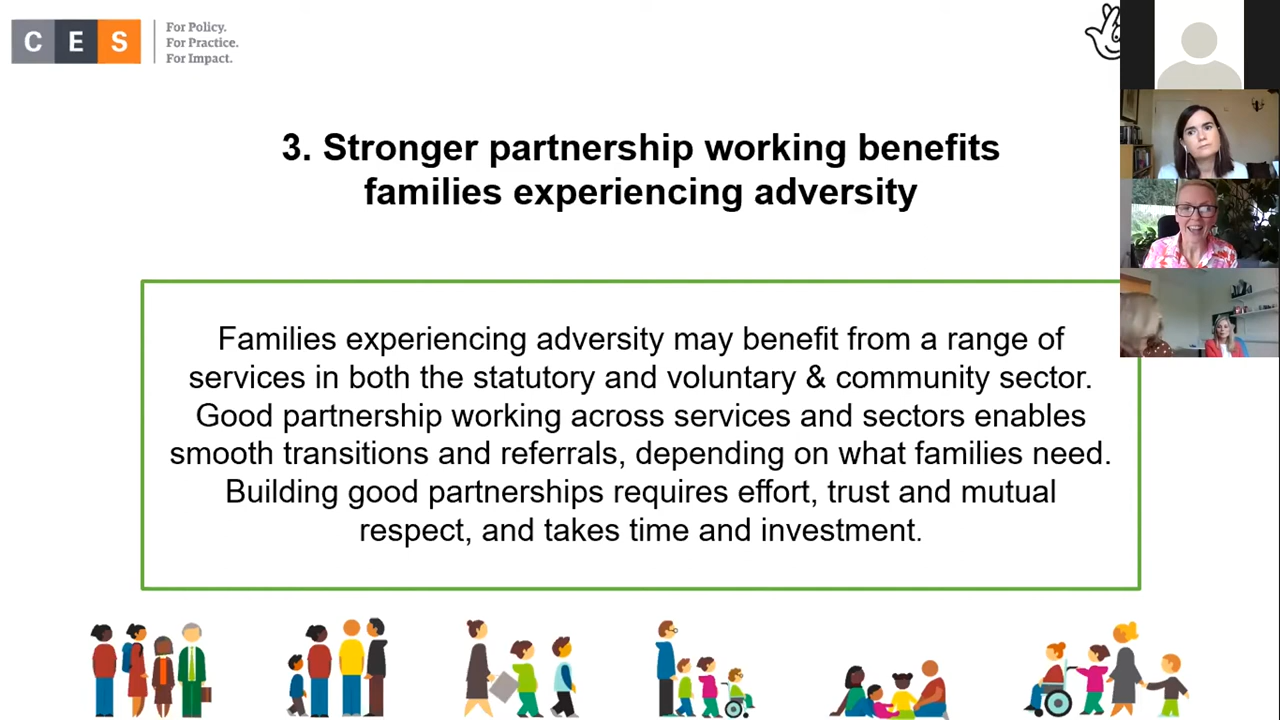 CES
For Policy.
For Practice.
For Impact.
3. Stronger partnership working benefits
families experiencing adversity
Families experiencing adversity may benefit from a range of
services in both the statutory and voluntary & community sector.
Good partnership working across services and sectors enables
smooth transitions and referrals, depending on what families need.
Building good partnerships requires effort, trust and mutual
respect, and takes time and investment.